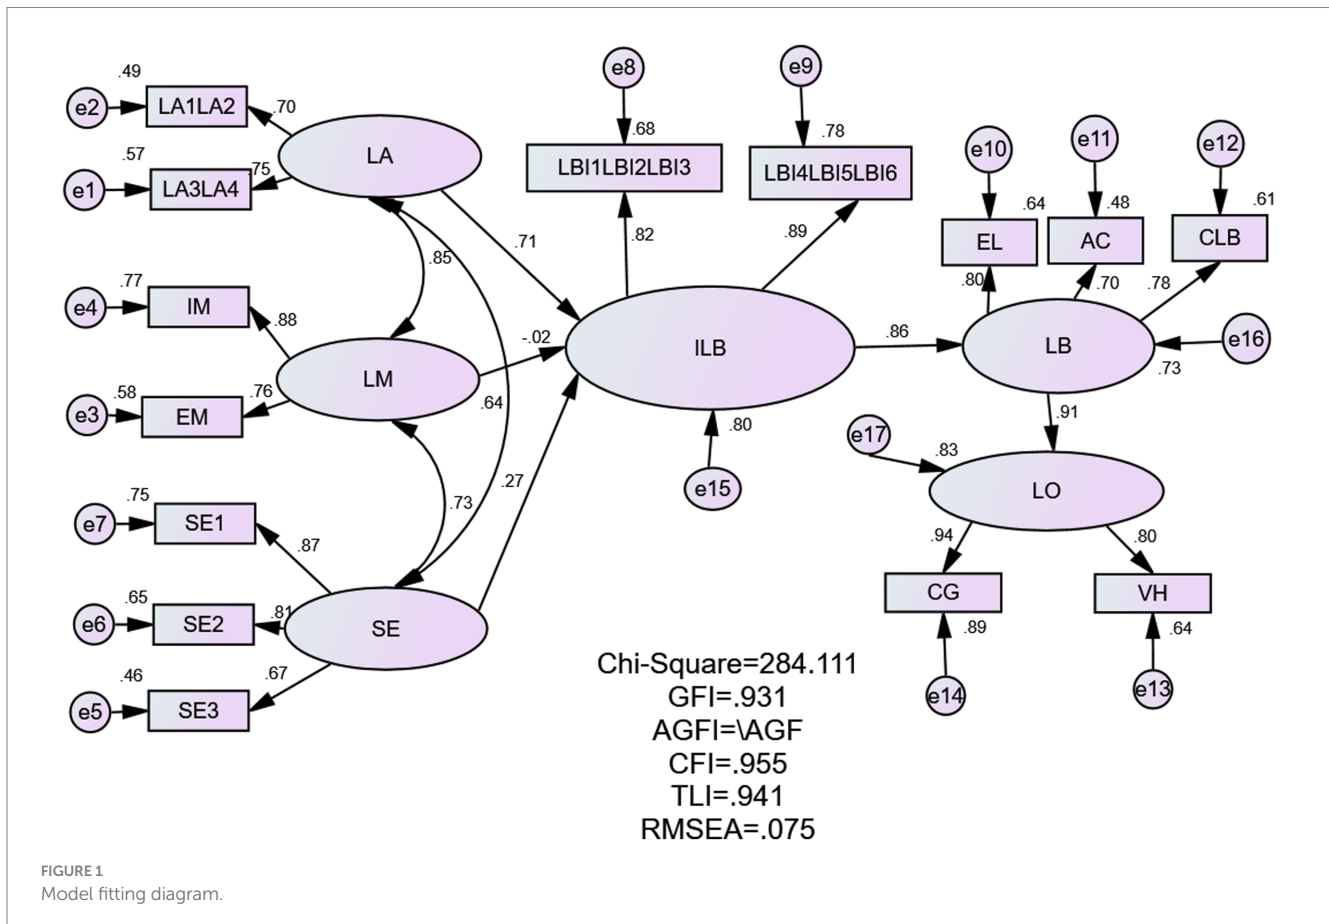 .49
e2
LA1LA2
.70
LA
.57
e1
LA3LA4
.75
.77
e4
IM
.88
LM
.58
e3
EM
.76
.75
e7
SE1
.87
.65
e6
SE2
.81
SE
.46
e5
SE3
.67
.85
.64
.73
.71
-.02
.27
e8
.68
LBI1LBI2LBI3
.82
e9
.78
LBI4LBI5LBI6
.89
ILB
.80
e15
.86
e10
.64
EL
.80
e11
.48
AC
.70
e12
.61
CLB
.78
LB
e16
.73
.91
e17
.83
LO
.94
CG
.89
e14
.80
VH
.64
e13
Chi-Square=284.111
GFI=.931
AGFI=\AGF
CFI=.955
TLI=.941
RMSEA=.075
FIGURE 1
Model fitting diagram.